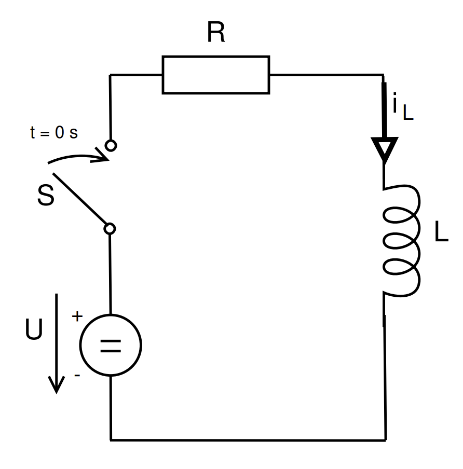 R
t = 0 s
i L
S
L
U
+
=
-